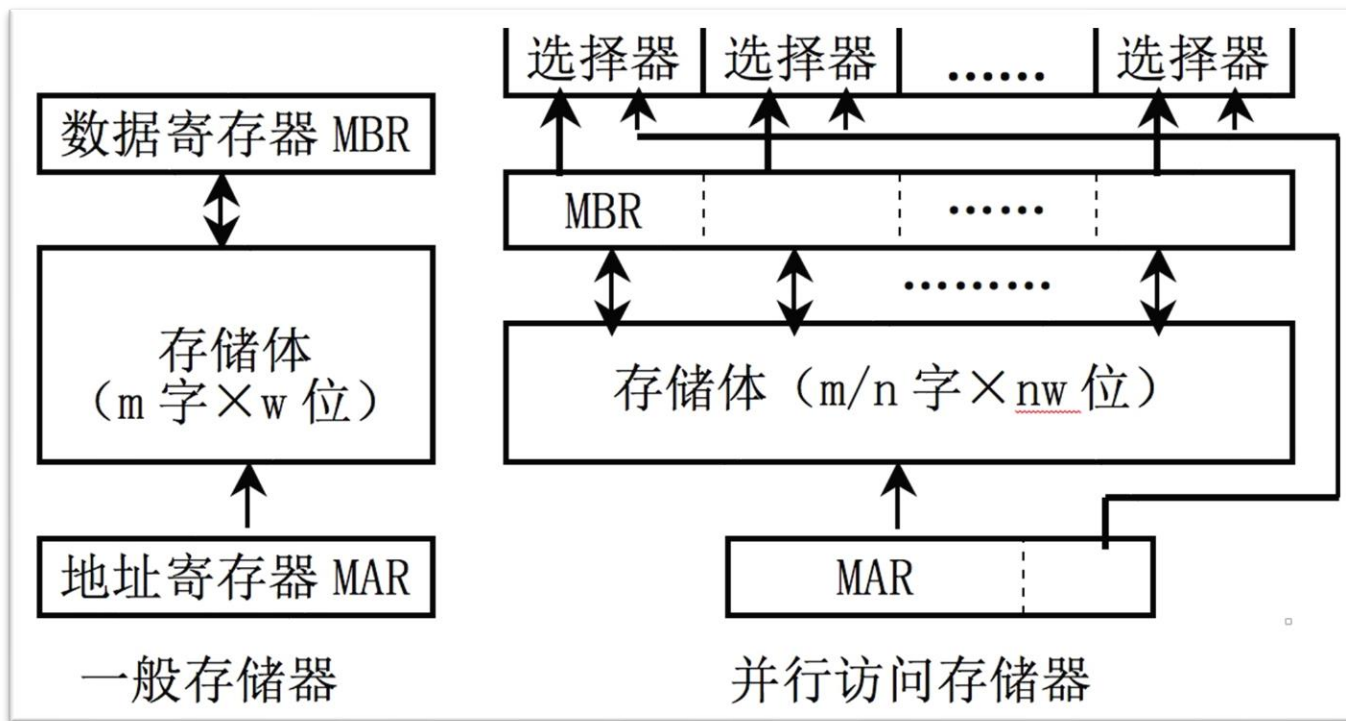 数据寄存器 MBR
存储体
（m 字×w 位）
地址寄存器 MAR
一般存储器
选择器 选择器 …… 选择器
MBR ……
………
存储体（m/n 字×nw 位）
MAR
并行访问存储器